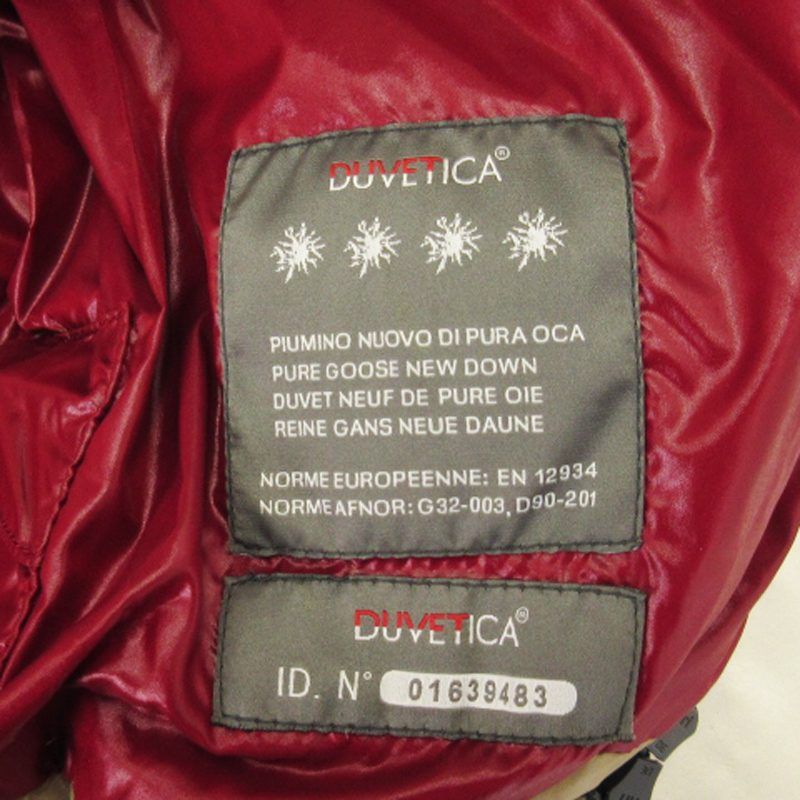 DUVETICA®
PIUMINO NUOVO DI PURA OCA
PURE GOOSE NEW DOWN
DUVET NEUF DE PURE OIE
REINE GANS NEUE DAUNE
NORME EUROPEENNE: EN 12934
NORME AFNOR: G32-003, D90-201
DUVETICA®
ID. N° 01639483